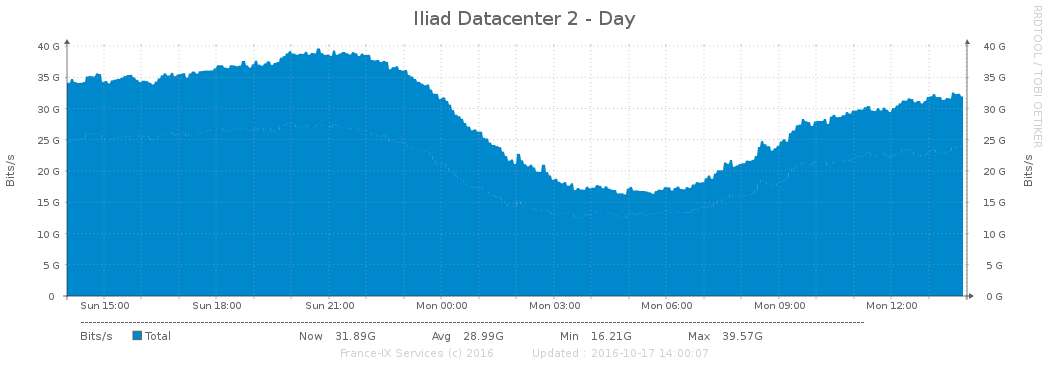 Iliad Datacenter 2 - Day
RRDTOOL / TOBI OETIKER
Bits/s
40 G 40 G
35 G 35 G
30 G 30 G
25 G 25 G
20 G 20 G
15 G 15 G
10 G 10 G
5 G 5 G
0 0 G
Bits/s
Sun 15:00 Sun 18:00 Sun 21:00 Mon 00:00 Mon 03:00 Mon 06:00 Mon 09:00 Mon 12:00
Bits/s Total Now 31.89G Avg 28.99G Min 16.21G Max 39.57G
France-IX Services (c) 2016 Updated : 2016-10-17 14:00:07